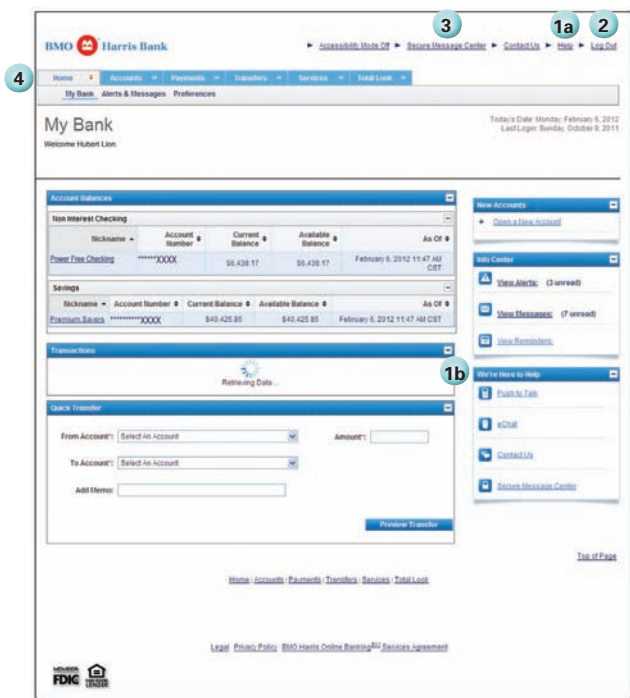 3 1a 2
BMO Harris Bank
Accessibility Mode Off Secure Message Center Contact Us Help Log Out
4
Home Accounts Payments Transfers Services Total Look
My Bank Alerts & Messages Preferences
My Bank
Welcome Hubert Lion
Today's Date: Monday, February 6, 2012
Last Login: Sunday, October 9, 2011
Account Balances
Non Interest Checking
Nickname Account Number Current Balance Available Balance As Of
Power Free Checking ******XXXX $6,438.17 $6,438.17 February 6, 2012 11:47 AM CST
Savings
Nickname Account Number Current Balance Available Balance As Of
Premium Savers **********XXXX $40,425.85 $40,425.85 February 6, 2012 11:47 AM CST
Transactions
Retrieving Data...
Quick Transfer
From Account*: Select An Account Amount*:
To Account*: Select An Account
Add Memo:
Preview Transfer
New Accounts
Open a New Account
Info Center
View Alerts: (3 unread)
View Messages: (7 unread)
View Reminders:
1b
We're Here to Help
Push to Talk
eChat
Contact Us
Secure Message Center
Top of Page
Home | Accounts | Payments | Transfers | Services | Total Look
Legal Privacy Policy BMO Harris Online Banking℠ Services Agreement
MEMBER
FDIC
LENDER